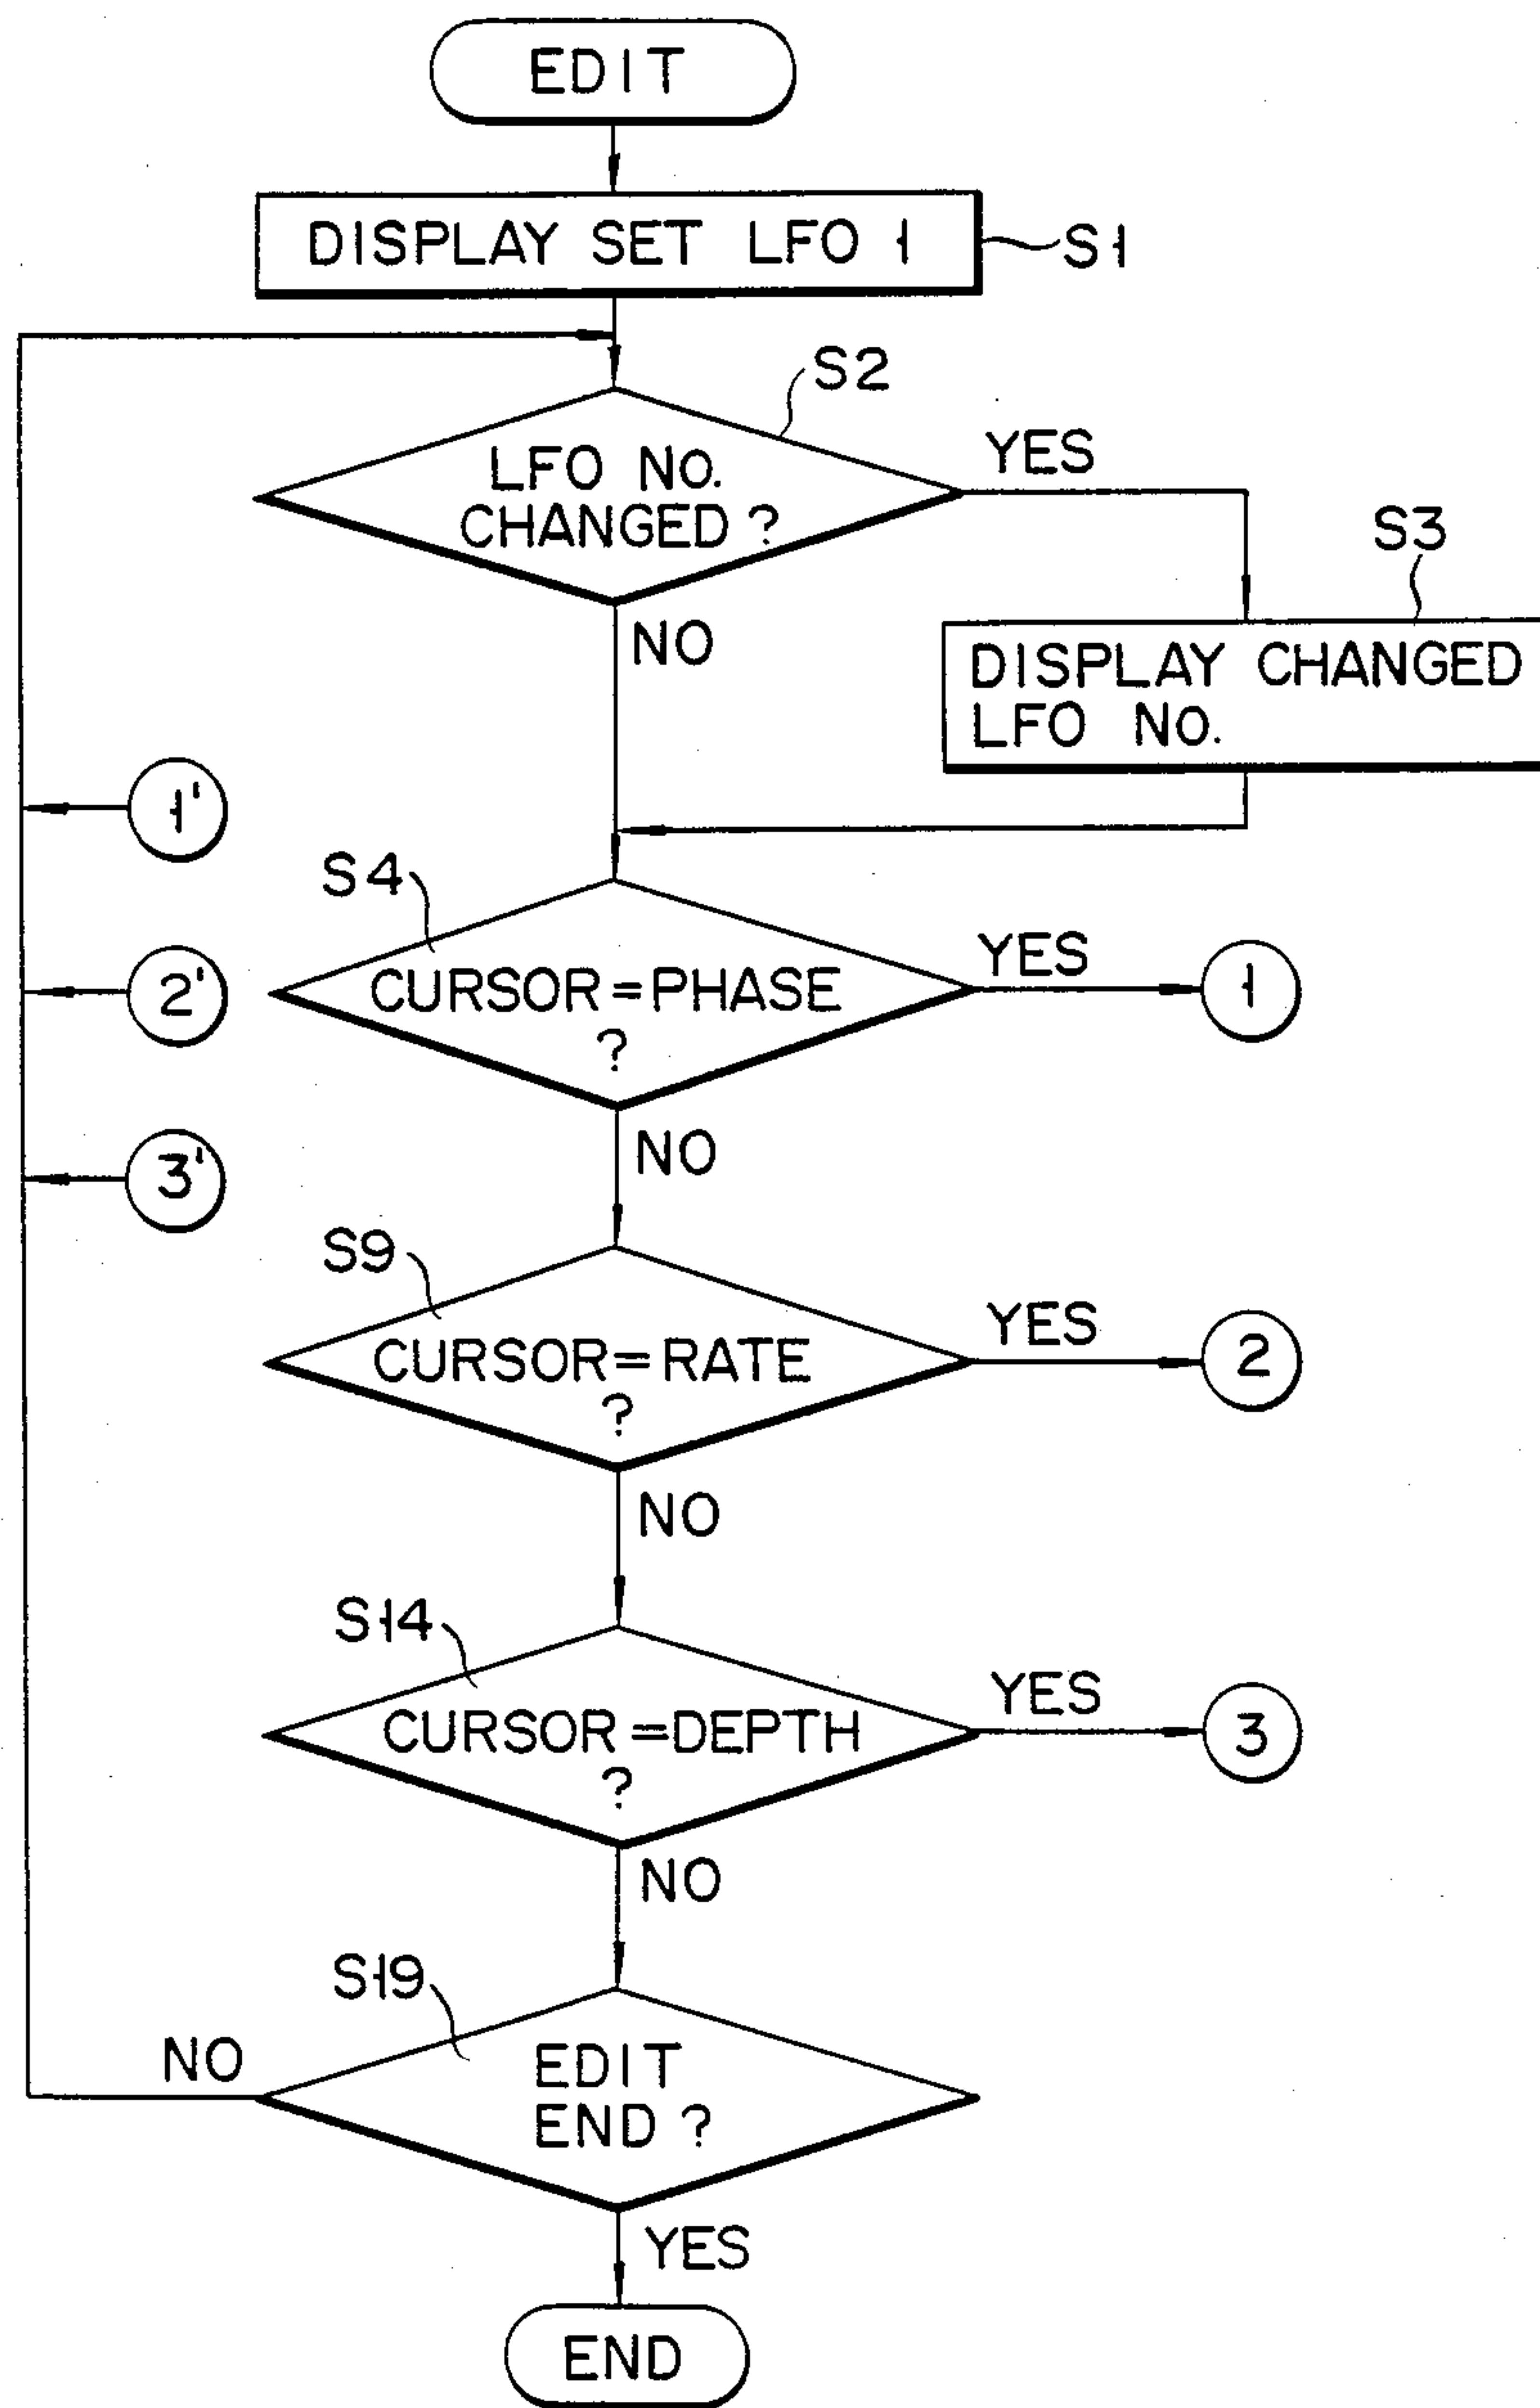 EDIT
DISPLAY SET LFO 1
S1
S2
LFO NO.
CHANGED ?
YES
S3
NO
DISPLAY CHANGED
LFO NO.
1'
S4
CURSOR=PHASE
?
YES
1
2'
NO
3'
S9
CURSOR=RATE
?
YES
2
NO
S14
CURSOR=DEPTH
?
YES
3
NO
S19
NO
EDIT
END ?
YES
END